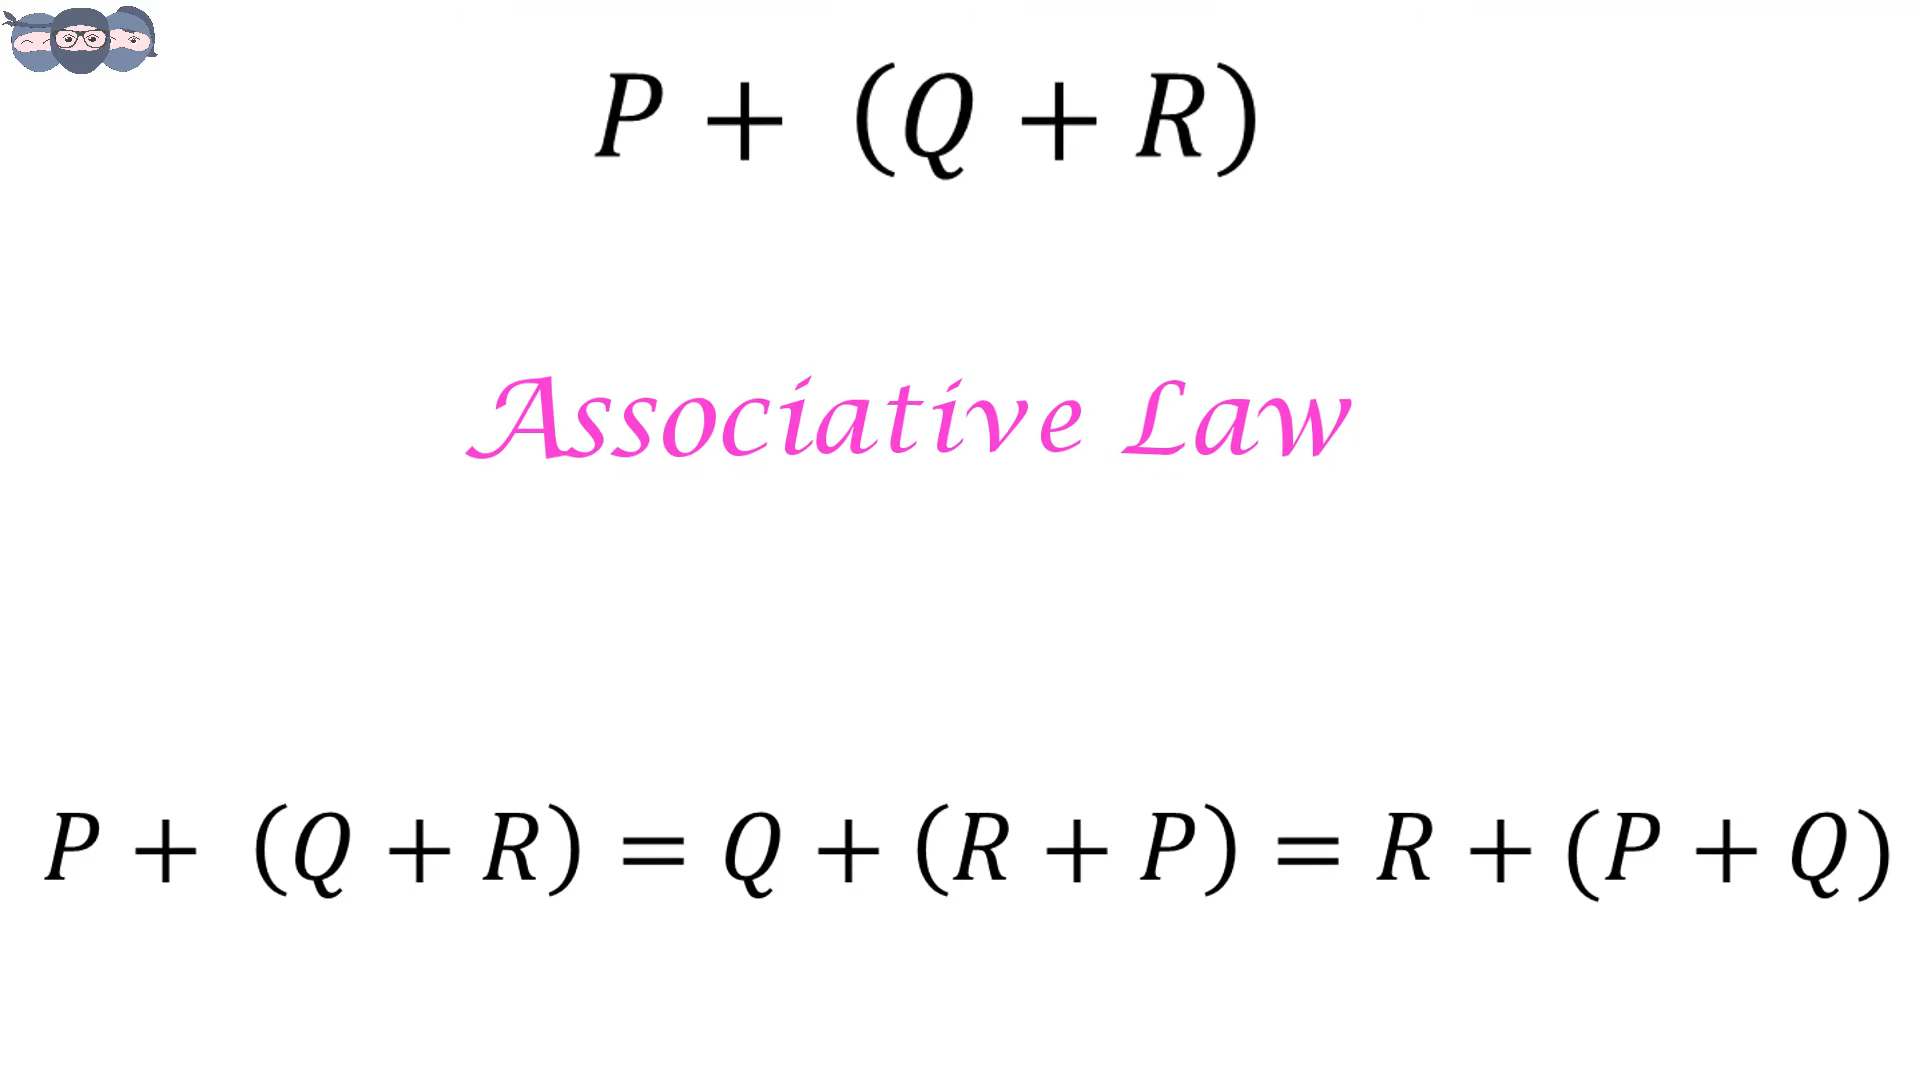 P + (Q + R)
Associative Law
P + (Q + R) = Q + (R + P) = R + (P + Q)